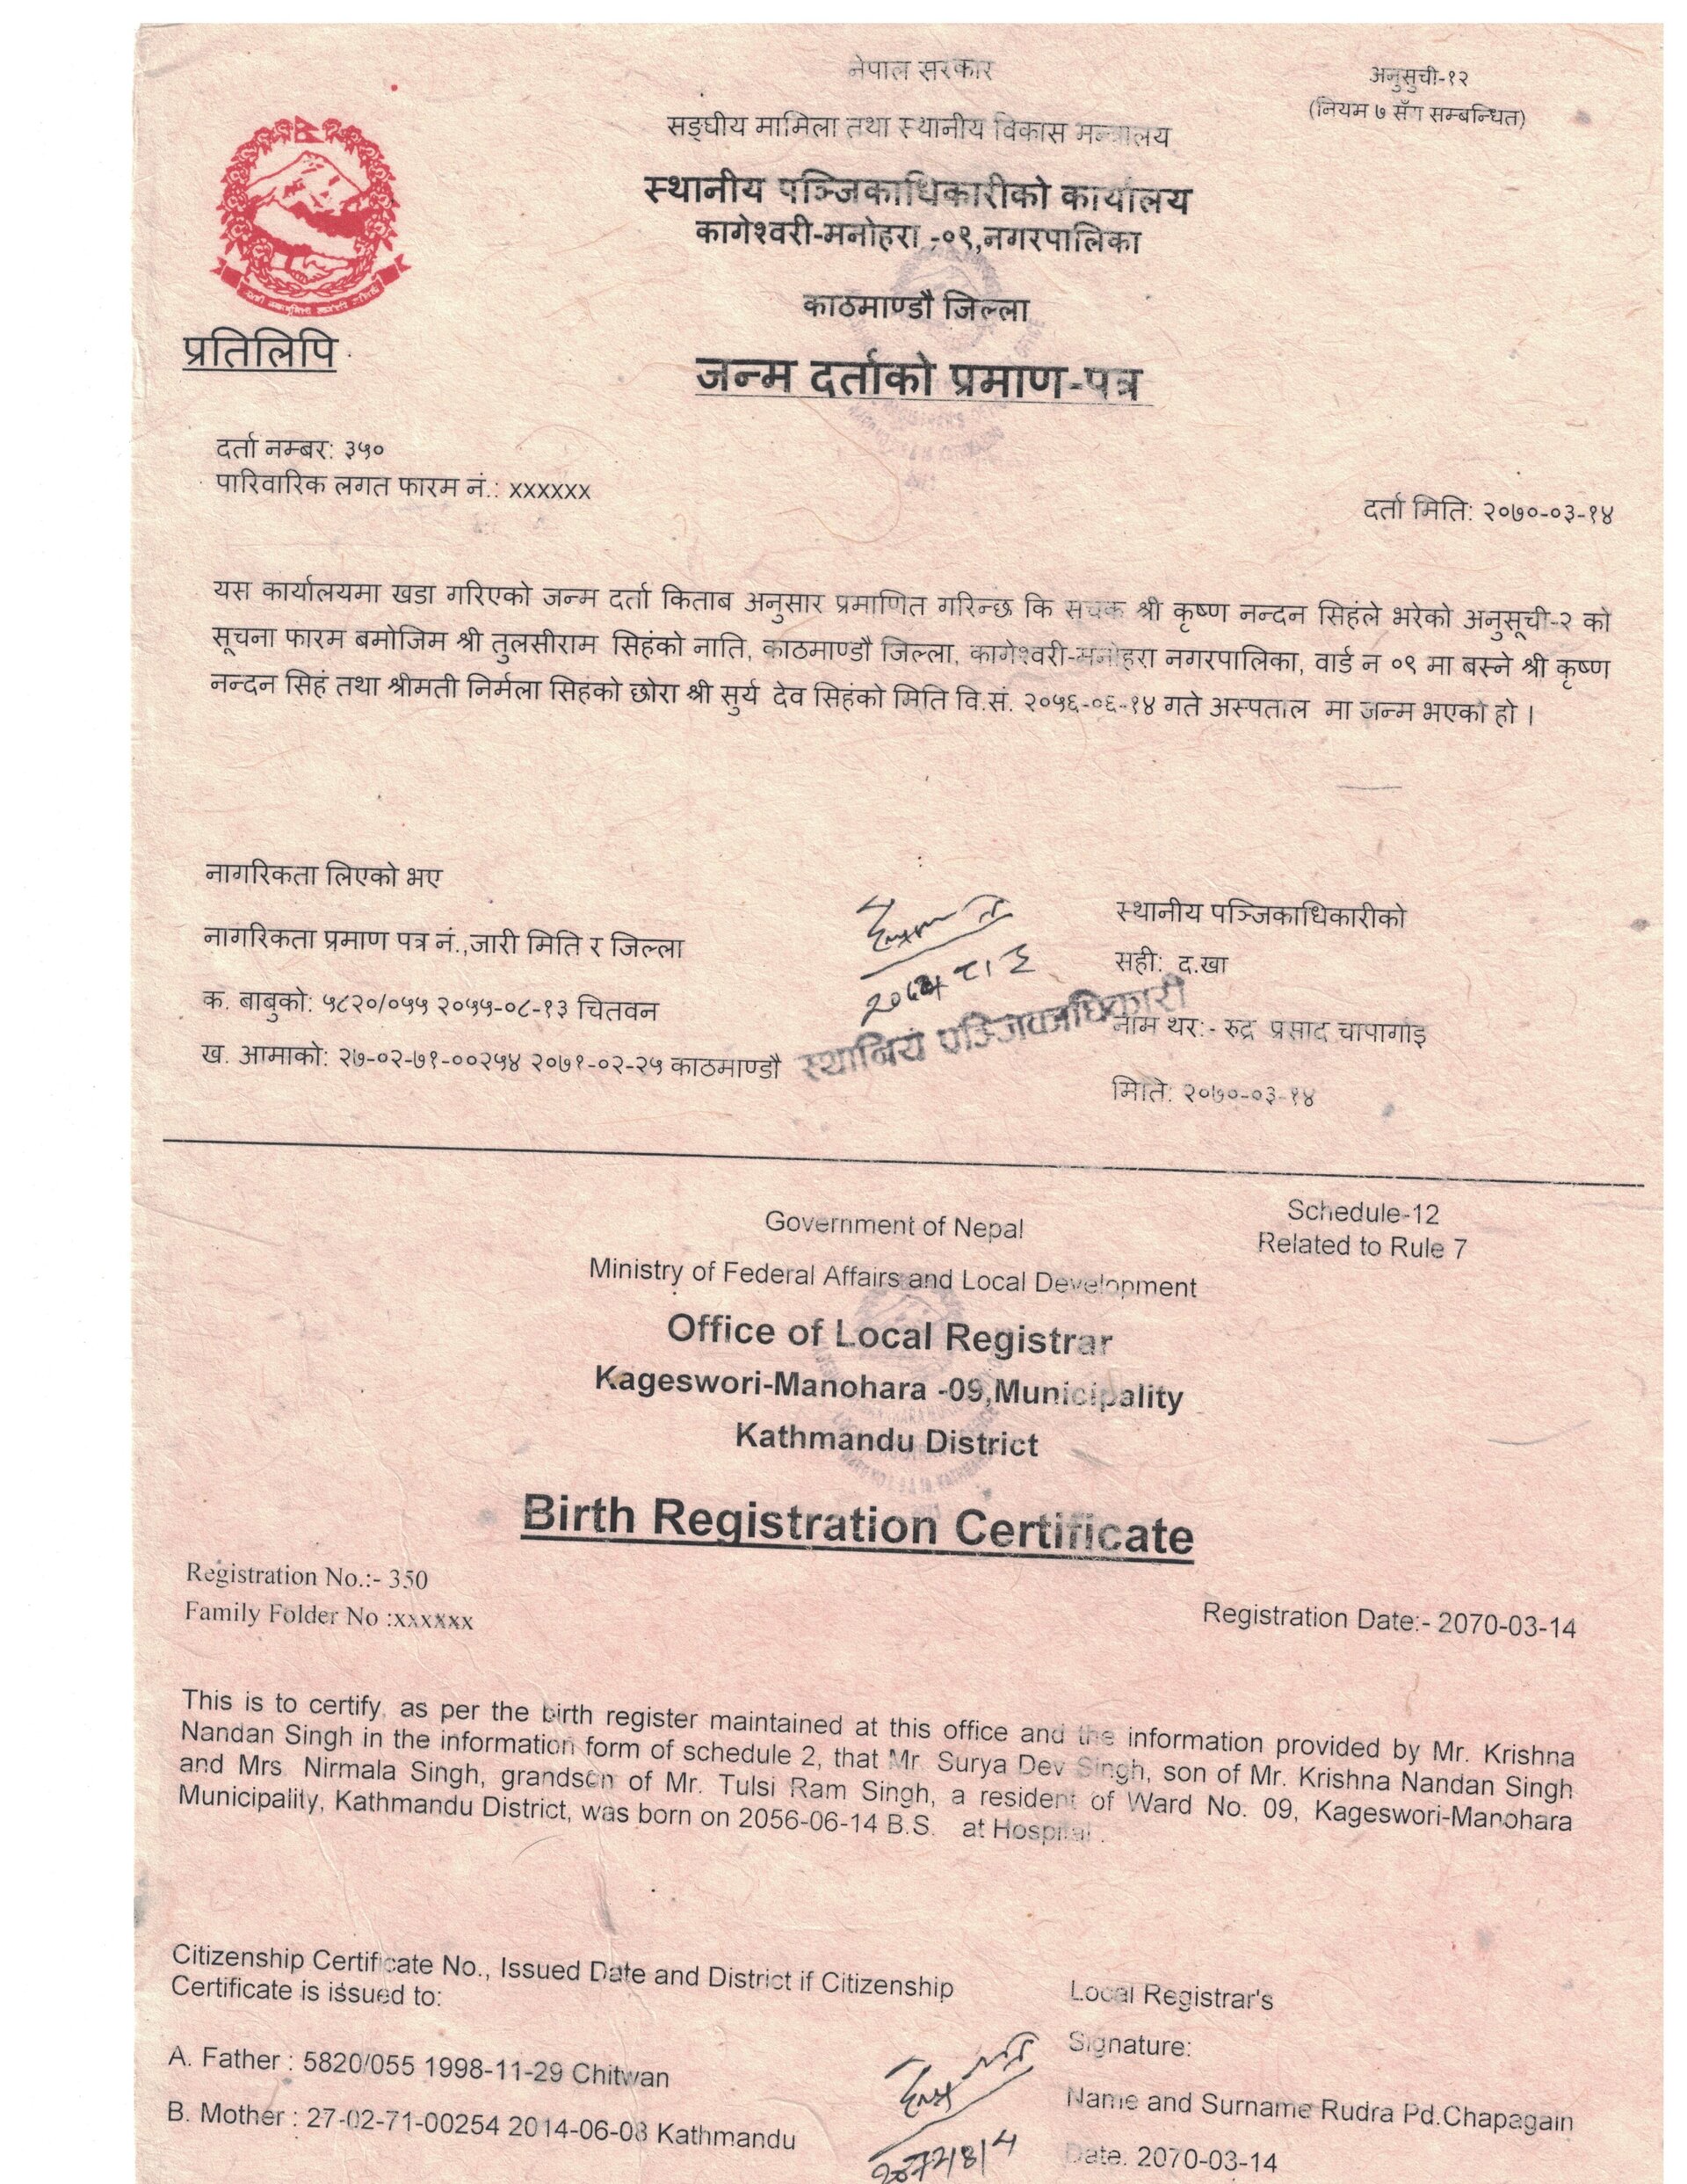 नेपाल सरकार
अनुसुची-१२
(नियम ७ सँग सम्बन्धित)
सङ्घीय मामिला तथा स्थानीय विकास मन्त्रालय
स्थानीय पञ्जिकाधिकारीको कार्यालय
कागेश्वरी-मनोहरा -०९,नगरपालिका
काठमाण्डौ जिल्ला
प्रतिलिपि
जन्म दर्ताको प्रमाण-पत्र
दर्ता नम्बर: ३५०
पारिवारिक लगत फारम नं.: xxxxxx
दर्ता मिति: २०७०-०३-१४
यस कार्यालयमा खडा गरिएको जन्म दर्ता किताब अनुसार प्रमाणित गरिन्छ कि सूचक श्री कृष्ण नन्दन सिहंले भरेको अनुसूची-२ को
सूचना फारम बमोजिम श्री तुलसीराम सिहंको नाति, काठमाण्डौ जिल्ला, कागेश्वरी-मनोहरा नगरपालिका, वार्ड न ०९ मा बस्ने श्री कृष्ण
नन्दन सिहं तथा श्रीमती निर्मला सिहंको छोरा श्री सुर्य देव सिहंको मिति वि.सं. २०५६-०६-१४ गते अस्पताल मा जन्म भएको हो ।
नागरिकता लिएको भए
नागरिकता प्रमाण पत्र नं.,जारी मिति र जिल्ला
क. बाबुको: ५८२०/०५५ २०५५-०८-१३ चितवन
ख. आमाको: २७-०२-७१-००२५४ २०७१-०२-२५ काठमाण्डौ
स्थानिय पञ्जिकाधिकारी
स्थानीय पञ्जिकाधिकारीको
सही: द.खा
नाम थर:- रुद्र प्रसाद चापागाइ
मिति: २०७०-०३-१४
Government of Nepal
Schedule-12
Related to Rule 7
Ministry of Federal Affairs and Local Development
Office of Local Registrar
Kageswori-Manohara -09,Municipality
Kathmandu District
Birth Registration Certificate
Registration No.:- 350
Family Folder No :xxxxxx
Registration Date:- 2070-03-14
This is to certify, as per the birth register maintained at this office and the information provided by Mr. Krishna
Nandan Singh in the information form of schedule 2, that Mr. Surya Dev Singh, son of Mr. Krishna Nandan Singh
and Mrs. Nirmala Singh, grandson of Mr. Tulsi Ram Singh, a resident of Ward No. 09, Kageswori-Manohara
Municipality, Kathmandu District, was born on 2056-06-14 B.S. at Hospital .
Citizenship Certificate No., Issued Date and District if Citizenship
Certificate is issued to:
A. Father : 5820/055 1998-11-29 Chitwan
B. Mother : 27-02-71-00254 2014-06-08 Kathmandu
2072/8/4
Local Registrar's
Signature:
Name and Surname Rudra Pd.Chapagain
Date. 2070-03-14